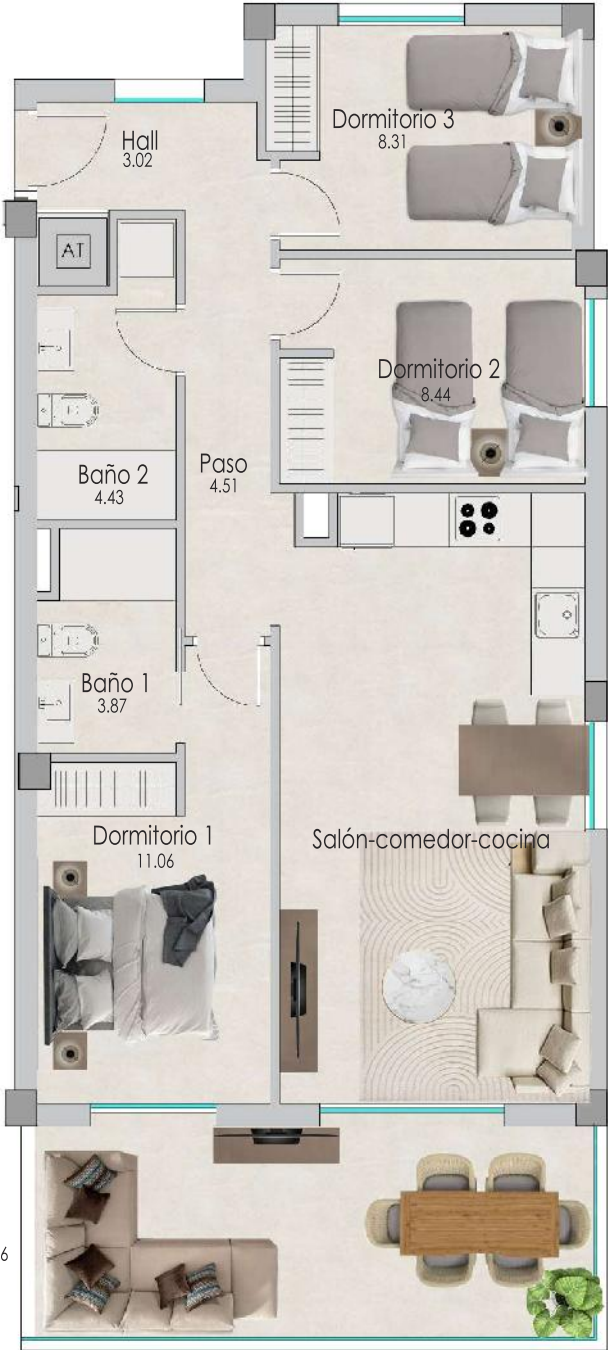 Dormitorio 3
8.31
Hall
3.02
AT
Dormitorio 2
8.44
Paso
4.51
Baño 2
4.43
Baño 1
3.87
Dormitorio 1
11.06
Salón-comedor-cocina
6